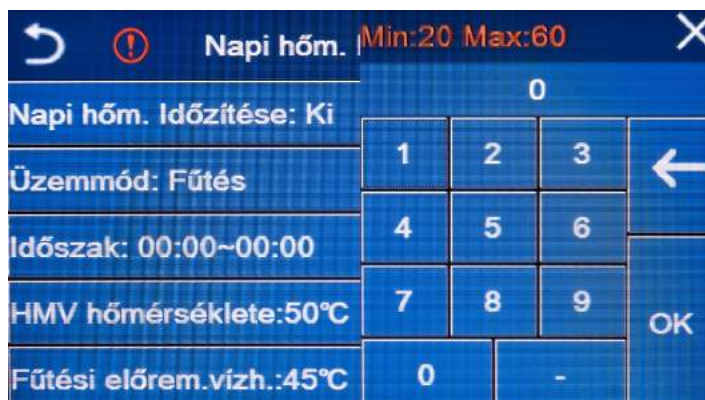 Napi hőm.
Min:20 Max:60
0
Napi hőm. Időzítése: Ki
Üzemmód: Fűtés
Időszak: 00:00~00:00
HMV hőmérséklete:50℃
Fűtési előrem.vízh.:45℃
1 2 3
4 5 6
7 8 9
0 -
OK